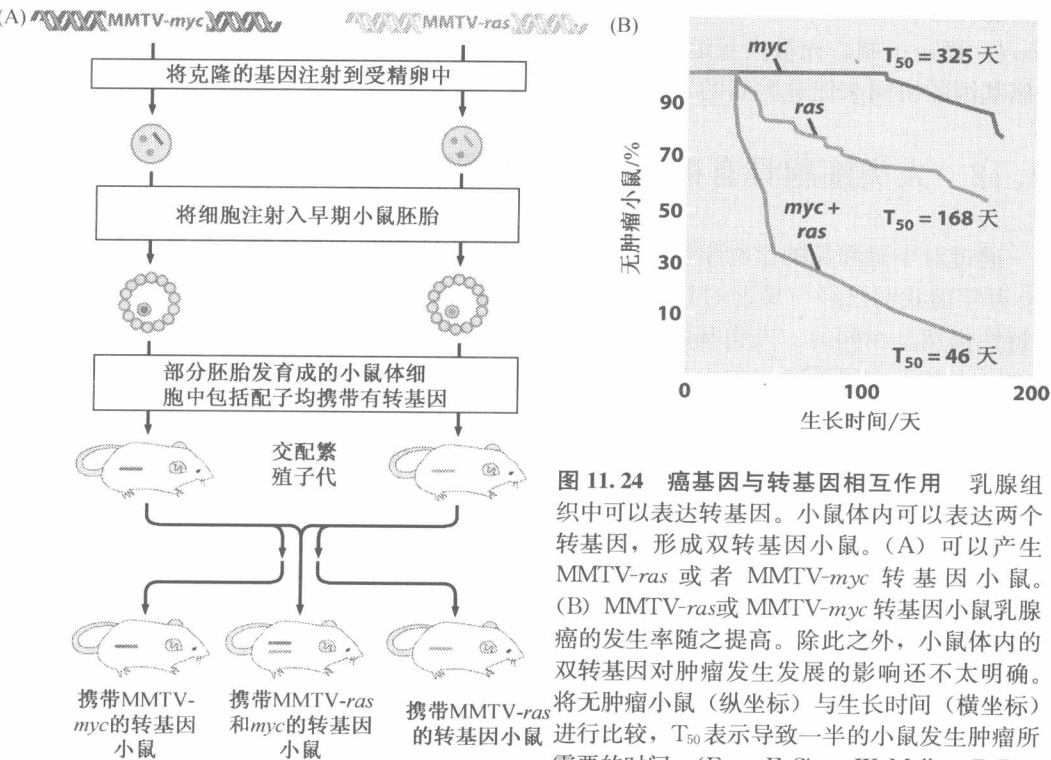 (A)
MMTV-myc
MMTV-ras
将克隆的基因注射到受精卵中
将细胞注射入早期小鼠胚胎
部分胚胎发育成的小鼠体细
胞中包括配子均携带有转基因
交配繁
殖子代
携带MMTV-
myc的转基因
小鼠
携带MMTV-ras
和myc的转基因
小鼠
携带MMTV-ras
的转基因小鼠
(B)
myc
T50 = 325 天
ras
T50 = 168 天
myc +
ras
T50 = 46 天
90
70
50
30
10
无肿瘤小鼠/%
0
100
200
生长时间/天
图 11.24 癌基因与转基因相互作用 乳腺组
织中可以表达转基因。小鼠体内可以表达两个
转基因，形成双转基因小鼠。（A）可以产生
MMTV-ras 或者 MMTV-myc 转基因小鼠。
（B）MMTV-ras或 MMTV-myc 转基因小鼠乳腺
癌的发生率随之提高。除此之外，小鼠体内的
双转基因对肿瘤发生发展的影响还不太明确。
将无肿瘤小鼠（纵坐标）与生长时间（横坐标）
进行比较，T50表示导致一半的小鼠发生肿瘤所
需要的时间